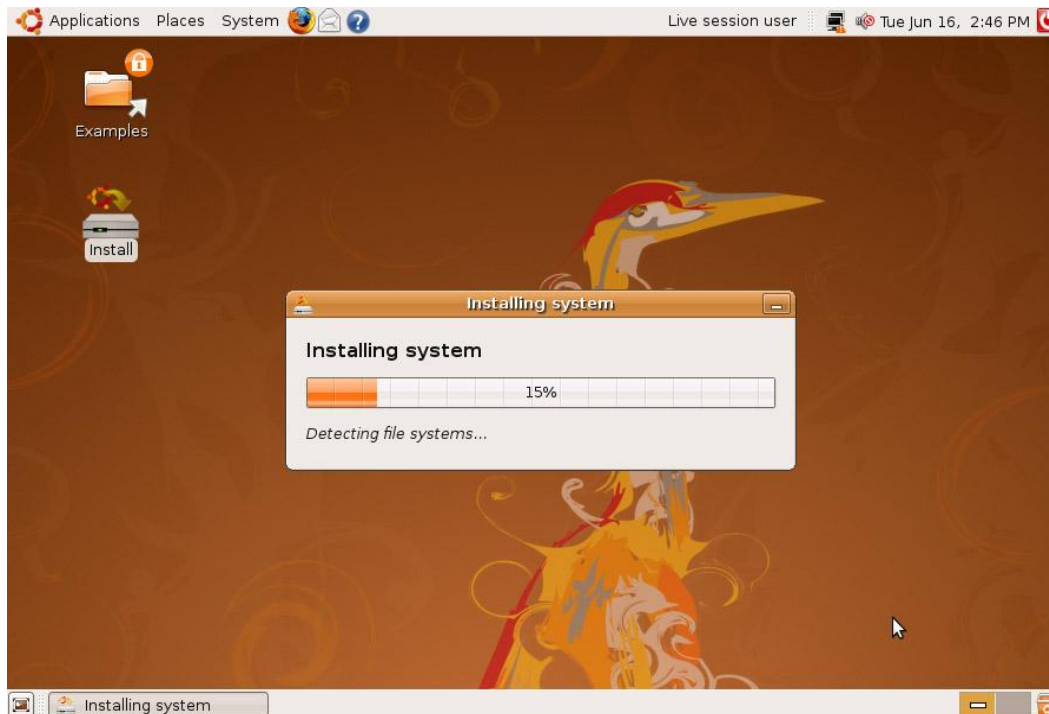 Applications Places System Live session user Tue Jun 16, 2:46 PM
Examples
Install
Installing system
Installing system
15%
Detecting file systems...
Installing system